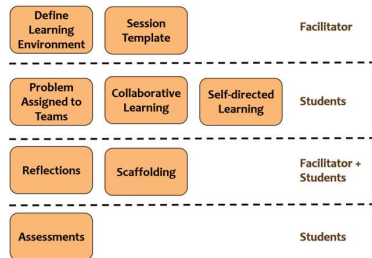 Define
Learning
Environment
Session
Template
Facilitator
Problem
Assigned to
Teams
Collaborative
Learning
Self-directed
Learning
Students
Reflections
Scaffolding
Facilitator +
Students
Assessments
Students